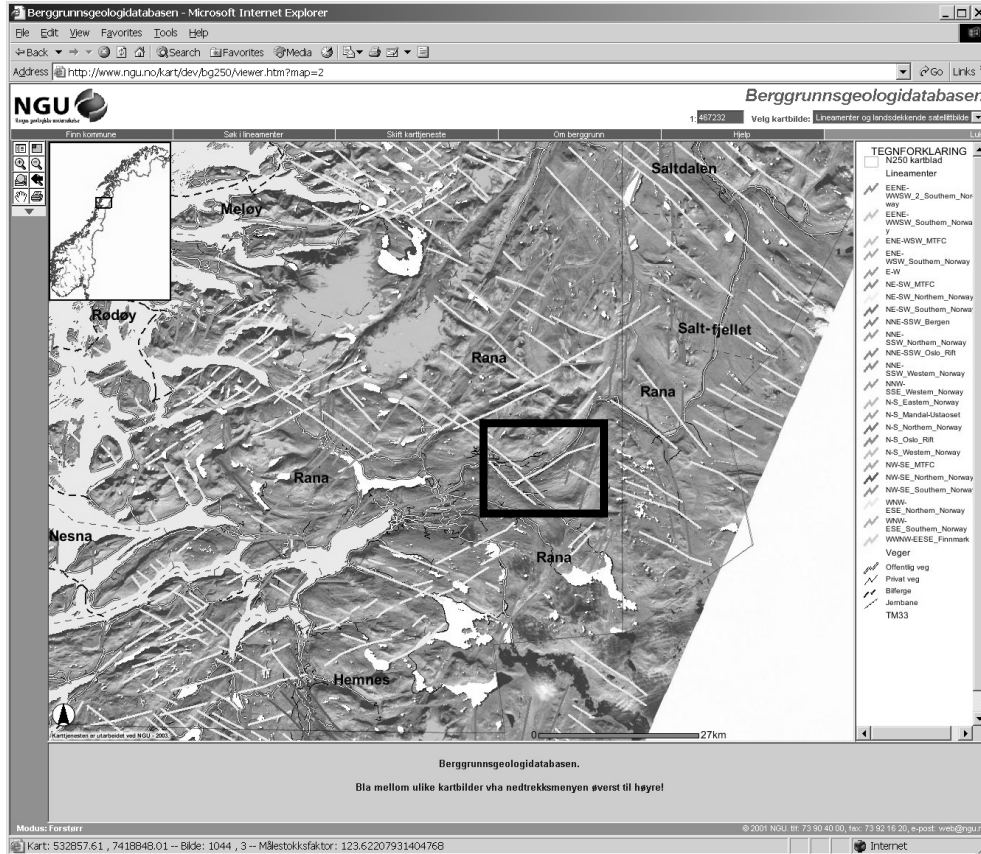 Berggrunnsgeologidatabasen - Microsoft Internet Explorer
File Edit View Favorites Tools Help
Back Search Favorites Media
Address http://www.ngu.no/kart/dev/bg250/viewer.htm?map=2 Go Links
NGU
Norges geologiske undersøkelse
Berggrunnsgeologidatabasen
1: 467232 Velg kartbilde: Lineamenter og landsdekkende satellittbilde
Finn kommune Søk i lineamenter Skift karttjeneste Om berggrunn Hjelp
Saltdalen
Meløy
Rødøy
Salt-fjellet
Rana
Rana
Rana
Nesna
Rana
Hemnes
Karttjenesten er utarbeidet ved NGU - 2003
0 27km
TEGNFORKLARING
N250 kartblad
Lineamenter
EENE-
WWSW_2_Southern_Nor
way
EENE-
WWSW_Southern_Norwa
y
ENE-WSW_MTFC
ENE-
WSW_Southern_Norway
E-W
NE-SW_MTFC
NE-SW_Northern_Norway
NE-SW_Southern_Norwa
NNE-SSW_Bergen
NNE-
SSW_Northern_Norway
NNE-SSW_Oslo_Rift
NNE-
SSW_Western_Norway
NNW-
SSE_Western_Norway
N-S_Eastern_Norway
N-S_Mandal-Ustaoset
N-S_Northern_Norway
N-S_Oslo_Rift
N-S_Western_Norway
NW-SE_MTFC
NW-SE_Northern_Norway
NW-SE_Southern_Norwa
WNW-
ESE_Northern_Norway
WNW-
ESE_Southern_Norway
WWNW-EESE_Finnmark
Veger
Offentlig veg
Privat veg
Bilferge
Jernbane
TM33
Berggrunnsgeologidatabasen.
Bla mellom ulike kartbilder vha nedtrekksmenyen øverst til høyre!
Modus: Forstørr © 2001 NGU. tlf: 73 90 40 00, fax: 73 92 16 20, e-post: web@ngu.n
Kart: 532857.61 , 7418848.01 -- Bilde: 1044 , 3 -- Målestokksfaktor: 123.62207931404768 Internet